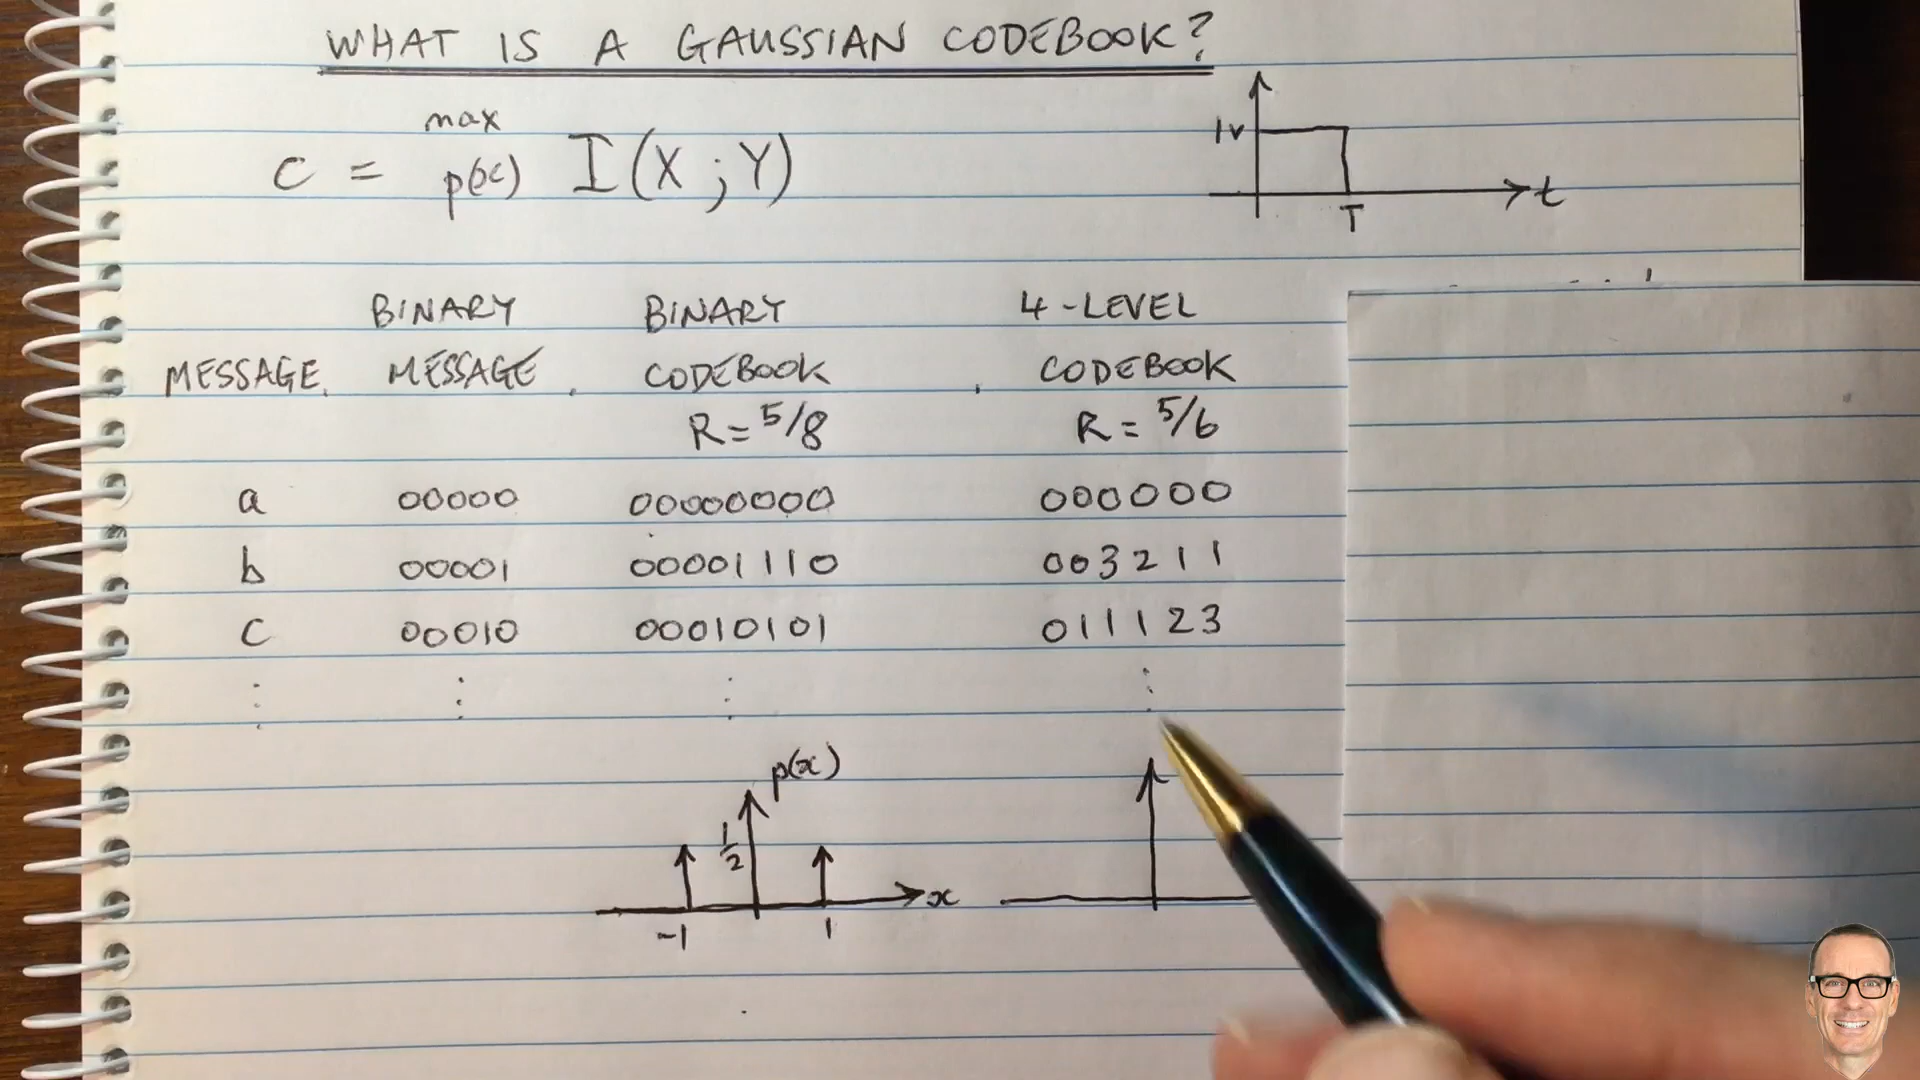 WHAT IS A GAUSSIAN CODEBOOK?
max
C = p(x) I(X;Y)
1v
t
T
BINARY BINARY 4-LEVEL
MESSAGE MESSAGE CODEBOOK CODEBOOK
R = 5/8 R = 5/6
a 00000 00000000 000000
b 00001 00001110 003211
c 00010 00010101 011123
⋮ ⋮ ⋮ ⋮
p(x)
1/2
x
-1 1